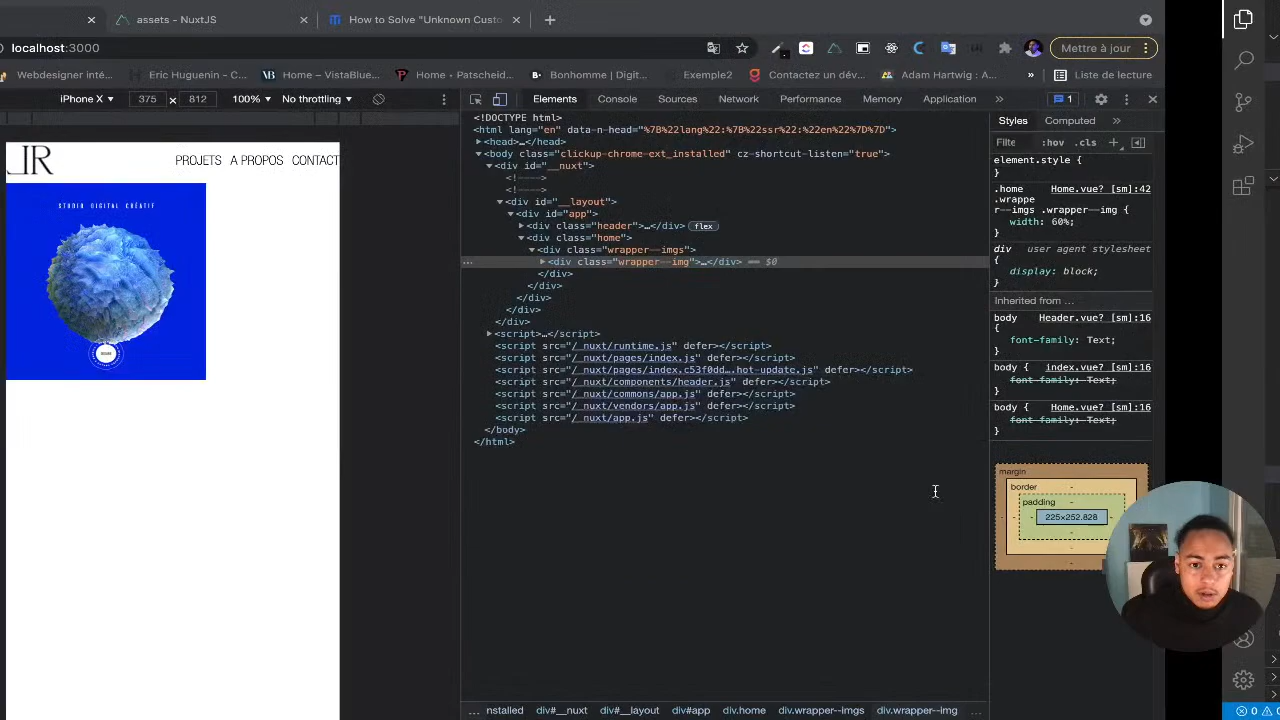 assets - NuxtJS
How to Solve "Unknown Custo
localhost:3000
Mettre à jour
Webdesigner inté...
Eric Huguenin - C...
Home – VistaBlue...
Home • Patscheid...
Bonhomme | Digit...
Exemple2
Contactez un dév...
Adam Hartwig | A...
»
Liste de lecture
iPhone X
375
×
812
100%
No throttling
Elements
Console
Sources
Network
Performance
Memory
Application
»
1
<!DOCTYPE html>
<html lang="en" data-n-head="%7B%22lang%22:%7B%22ssr%22:%22en%22%7D%7D">
<head>…</head>
<body class="clickup-chrome-ext_installed" cz-shortcut-listen="true">
<div id="__nuxt">
<!---->
<!---->
<div id="__layout">
<div id="app">
<div class="header">…</div> flex
<div class="home">
<div class="wrapper--imgs">
<div class="wrapper--img">…</div> == $0
</div>
</div>
</div>
</div>
</div>
<script>…</script>
<script src="/_nuxt/runtime.js" defer></script>
<script src="/_nuxt/pages/index.js" defer></script>
<script src="/_nuxt/pages/index.c53f0dd….hot-update.js" defer></script>
<script src="/_nuxt/components/header.js" defer></script>
<script src="/_nuxt/commons/app.js" defer></script>
<script src="/_nuxt/vendors/app.js" defer></script>
<script src="/_nuxt/app.js" defer></script>
</body>
</html>
... nstalled div#__nuxt div#__layout div#app div.home div.wrapper--imgs div.wrapper--img ...
Styles
Computed
»
Filte
:hov
.cls
element.style {
}
.home Home.vue? [sm]:42
.wrappe
r--imgs .wrapper--img {
width: 60%;
}
div user agent stylesheet
{
display: block;
}
Inherited from ...
body Header.vue? [sm]:16
{
font-family: Text;
}
body { index.vue? [sm]:16
font-family: Text;
}
body { Home.vue? [sm]:16
font-family: Text;
}
margin
border
padding
225×252.828
JR
PROJETS
A PROPOS
CONTACT
STUDIO DIGITAL CRÉATIF
0